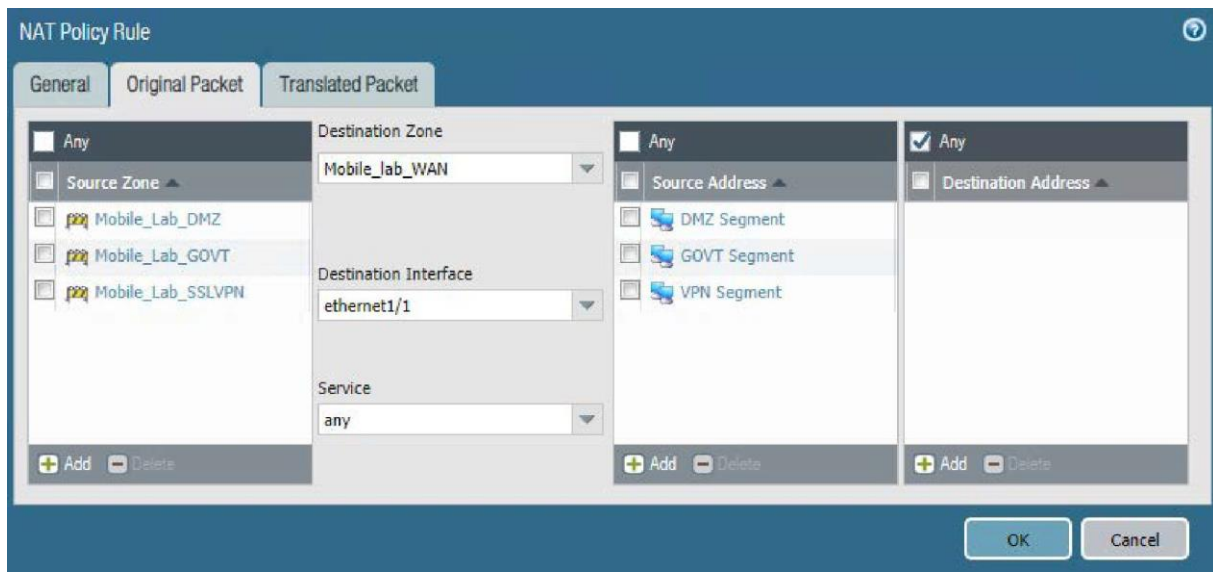 NAT Policy Rule
General
Original Packet
Translated Packet
Any
Source Zone
Mobile_Lab_DMZ
Mobile_Lab_GOVT
Mobile_Lab_SSLVPN
Add
Delete
Destination Zone
Mobile_lab_WAN
Destination Interface
ethernet1/1
Service
any
Any
Source Address
DMZ Segment
GOVT Segment
VPN Segment
Add
Delete
Any
Destination Address
Add
Delete
OK
Cancel